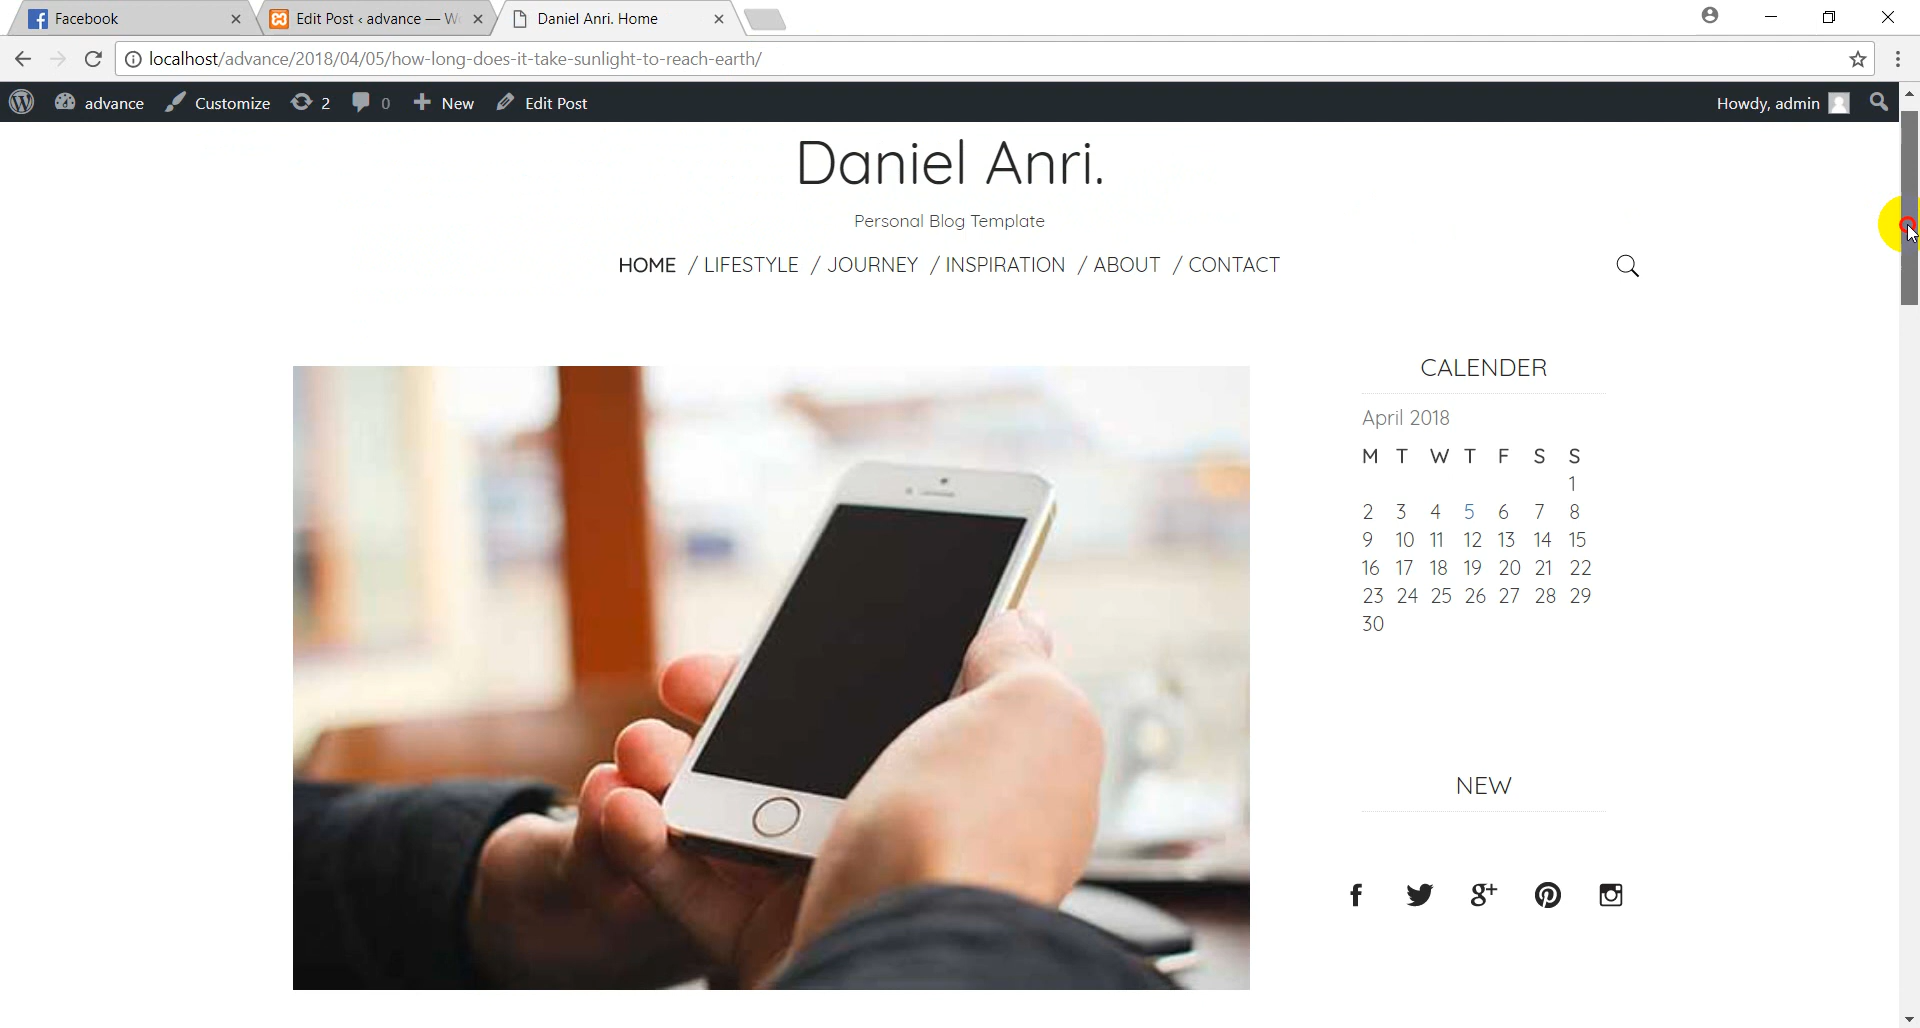 Facebook
Edit Post ‹ advance — W
Daniel Anri. Home
localhost/advance/2018/04/05/how-long-does-it-take-sunlight-to-reach-earth/
advance Customize 2 0 New Edit Post Howdy, admin
Daniel Anri.
Personal Blog Template
HOME / LIFESTYLE / JOURNEY / INSPIRATION / ABOUT / CONTACT
CALENDER
April 2018
M T W T F S S
1
2 3 4 5 6 7 8
9 10 11 12 13 14 15
16 17 18 19 20 21 22
23 24 25 26 27 28 29
30
NEW